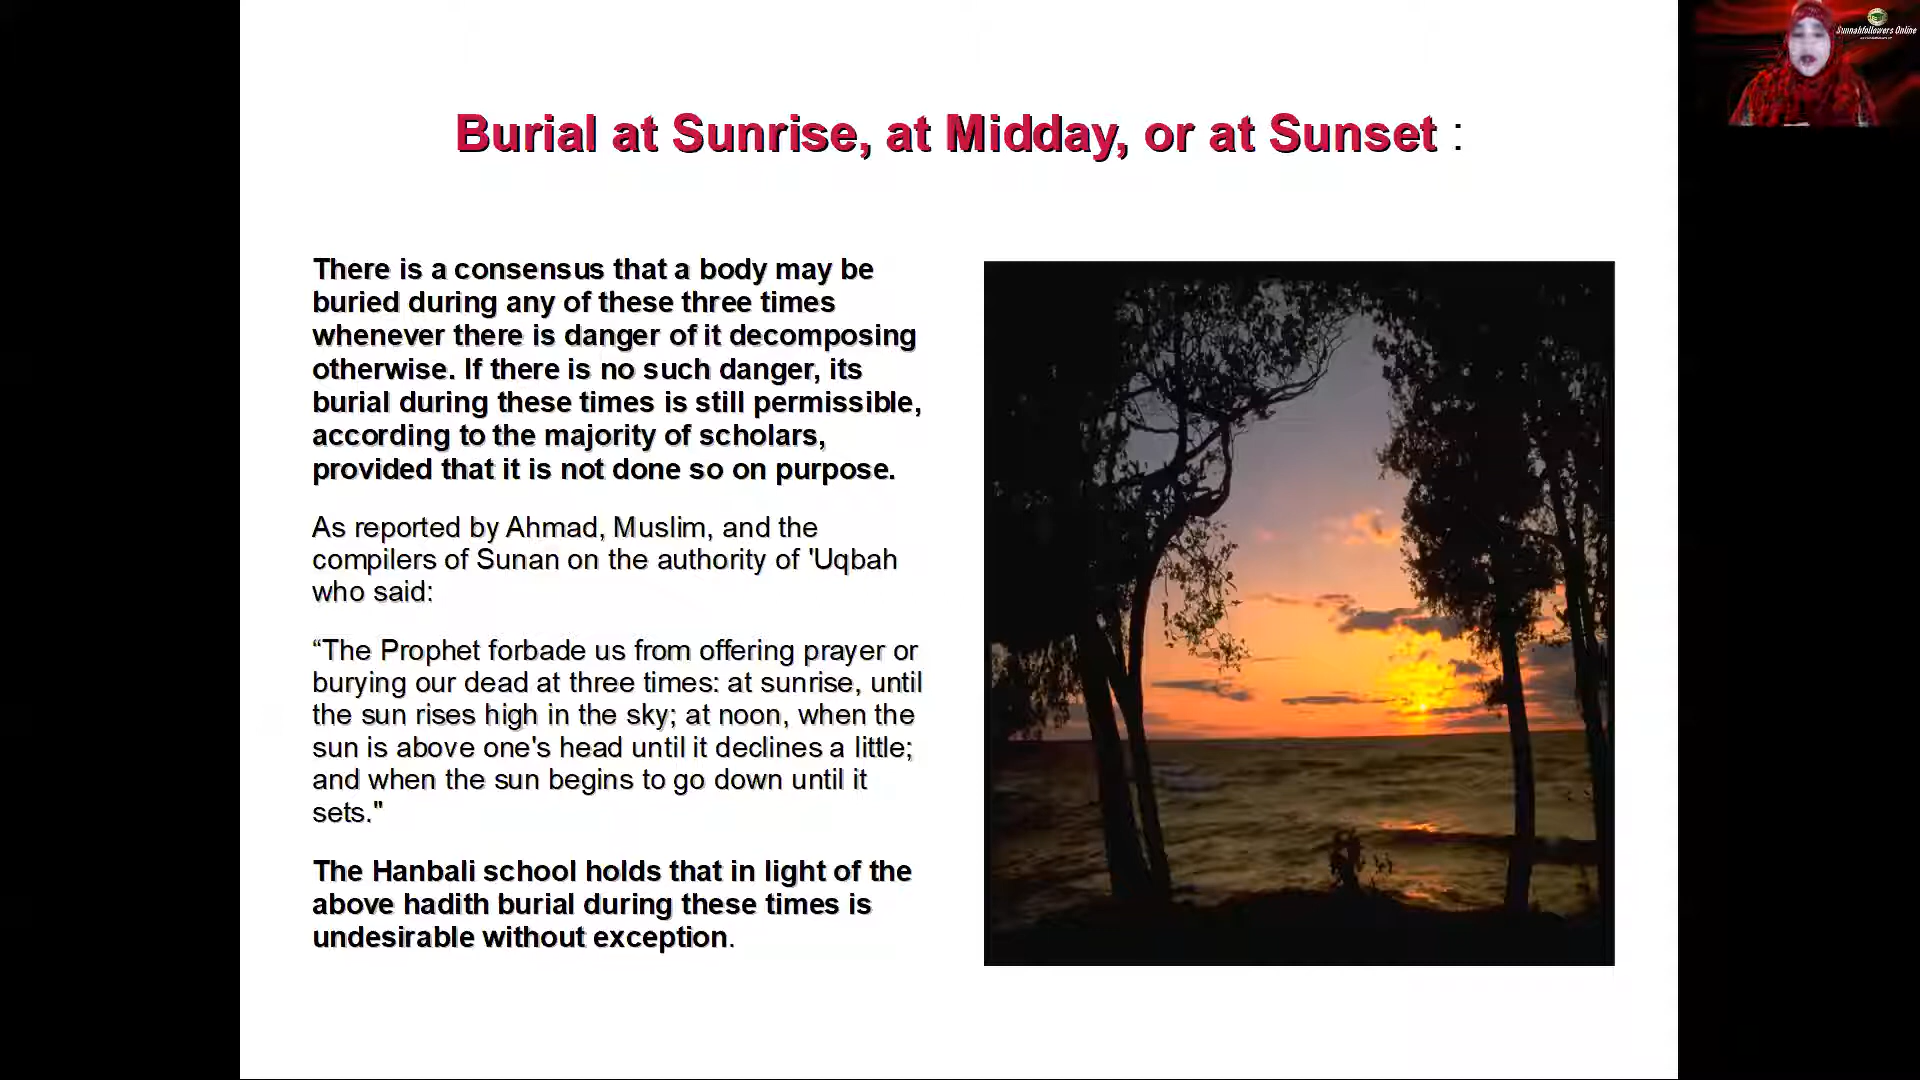 Sunnahfollowers Online
Burial at Sunrise, at Midday, or at Sunset :
There is a consensus that a body may be
buried during any of these three times
whenever there is danger of it decomposing
otherwise. If there is no such danger, its
burial during these times is still permissible,
according to the majority of scholars,
provided that it is not done so on purpose.
As reported by Ahmad, Muslim, and the
compilers of Sunan on the authority of 'Uqbah
who said:
“The Prophet forbade us from offering prayer or
burying our dead at three times: at sunrise, until
the sun rises high in the sky; at noon, when the
sun is above one's head until it declines a little;
and when the sun begins to go down until it
sets."
The Hanbali school holds that in light of the
above hadith burial during these times is
undesirable without exception.